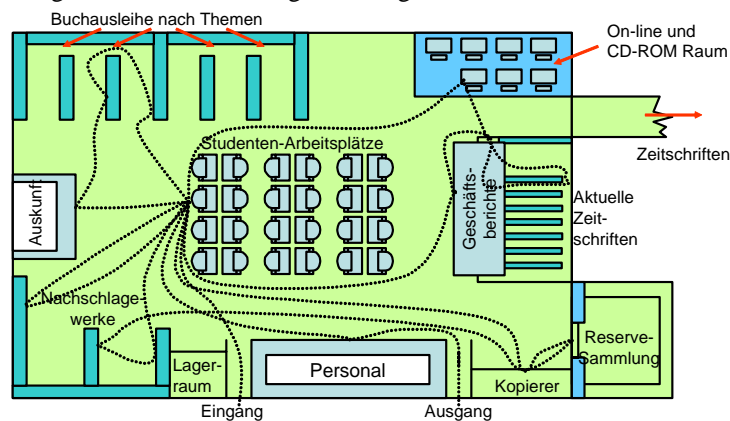 Buchausleihe nach Themen
On-line und
CD-ROM Raum
Studenten-Arbeitsplätze
Zeitschriften
Auskunft
Geschäfts-
berichte
Aktuelle
Zeit-
schriften
Nachschlage-
werke
Reserve-
Sammlung
Lager-
raum
Personal
Kopierer
Eingang
Ausgang